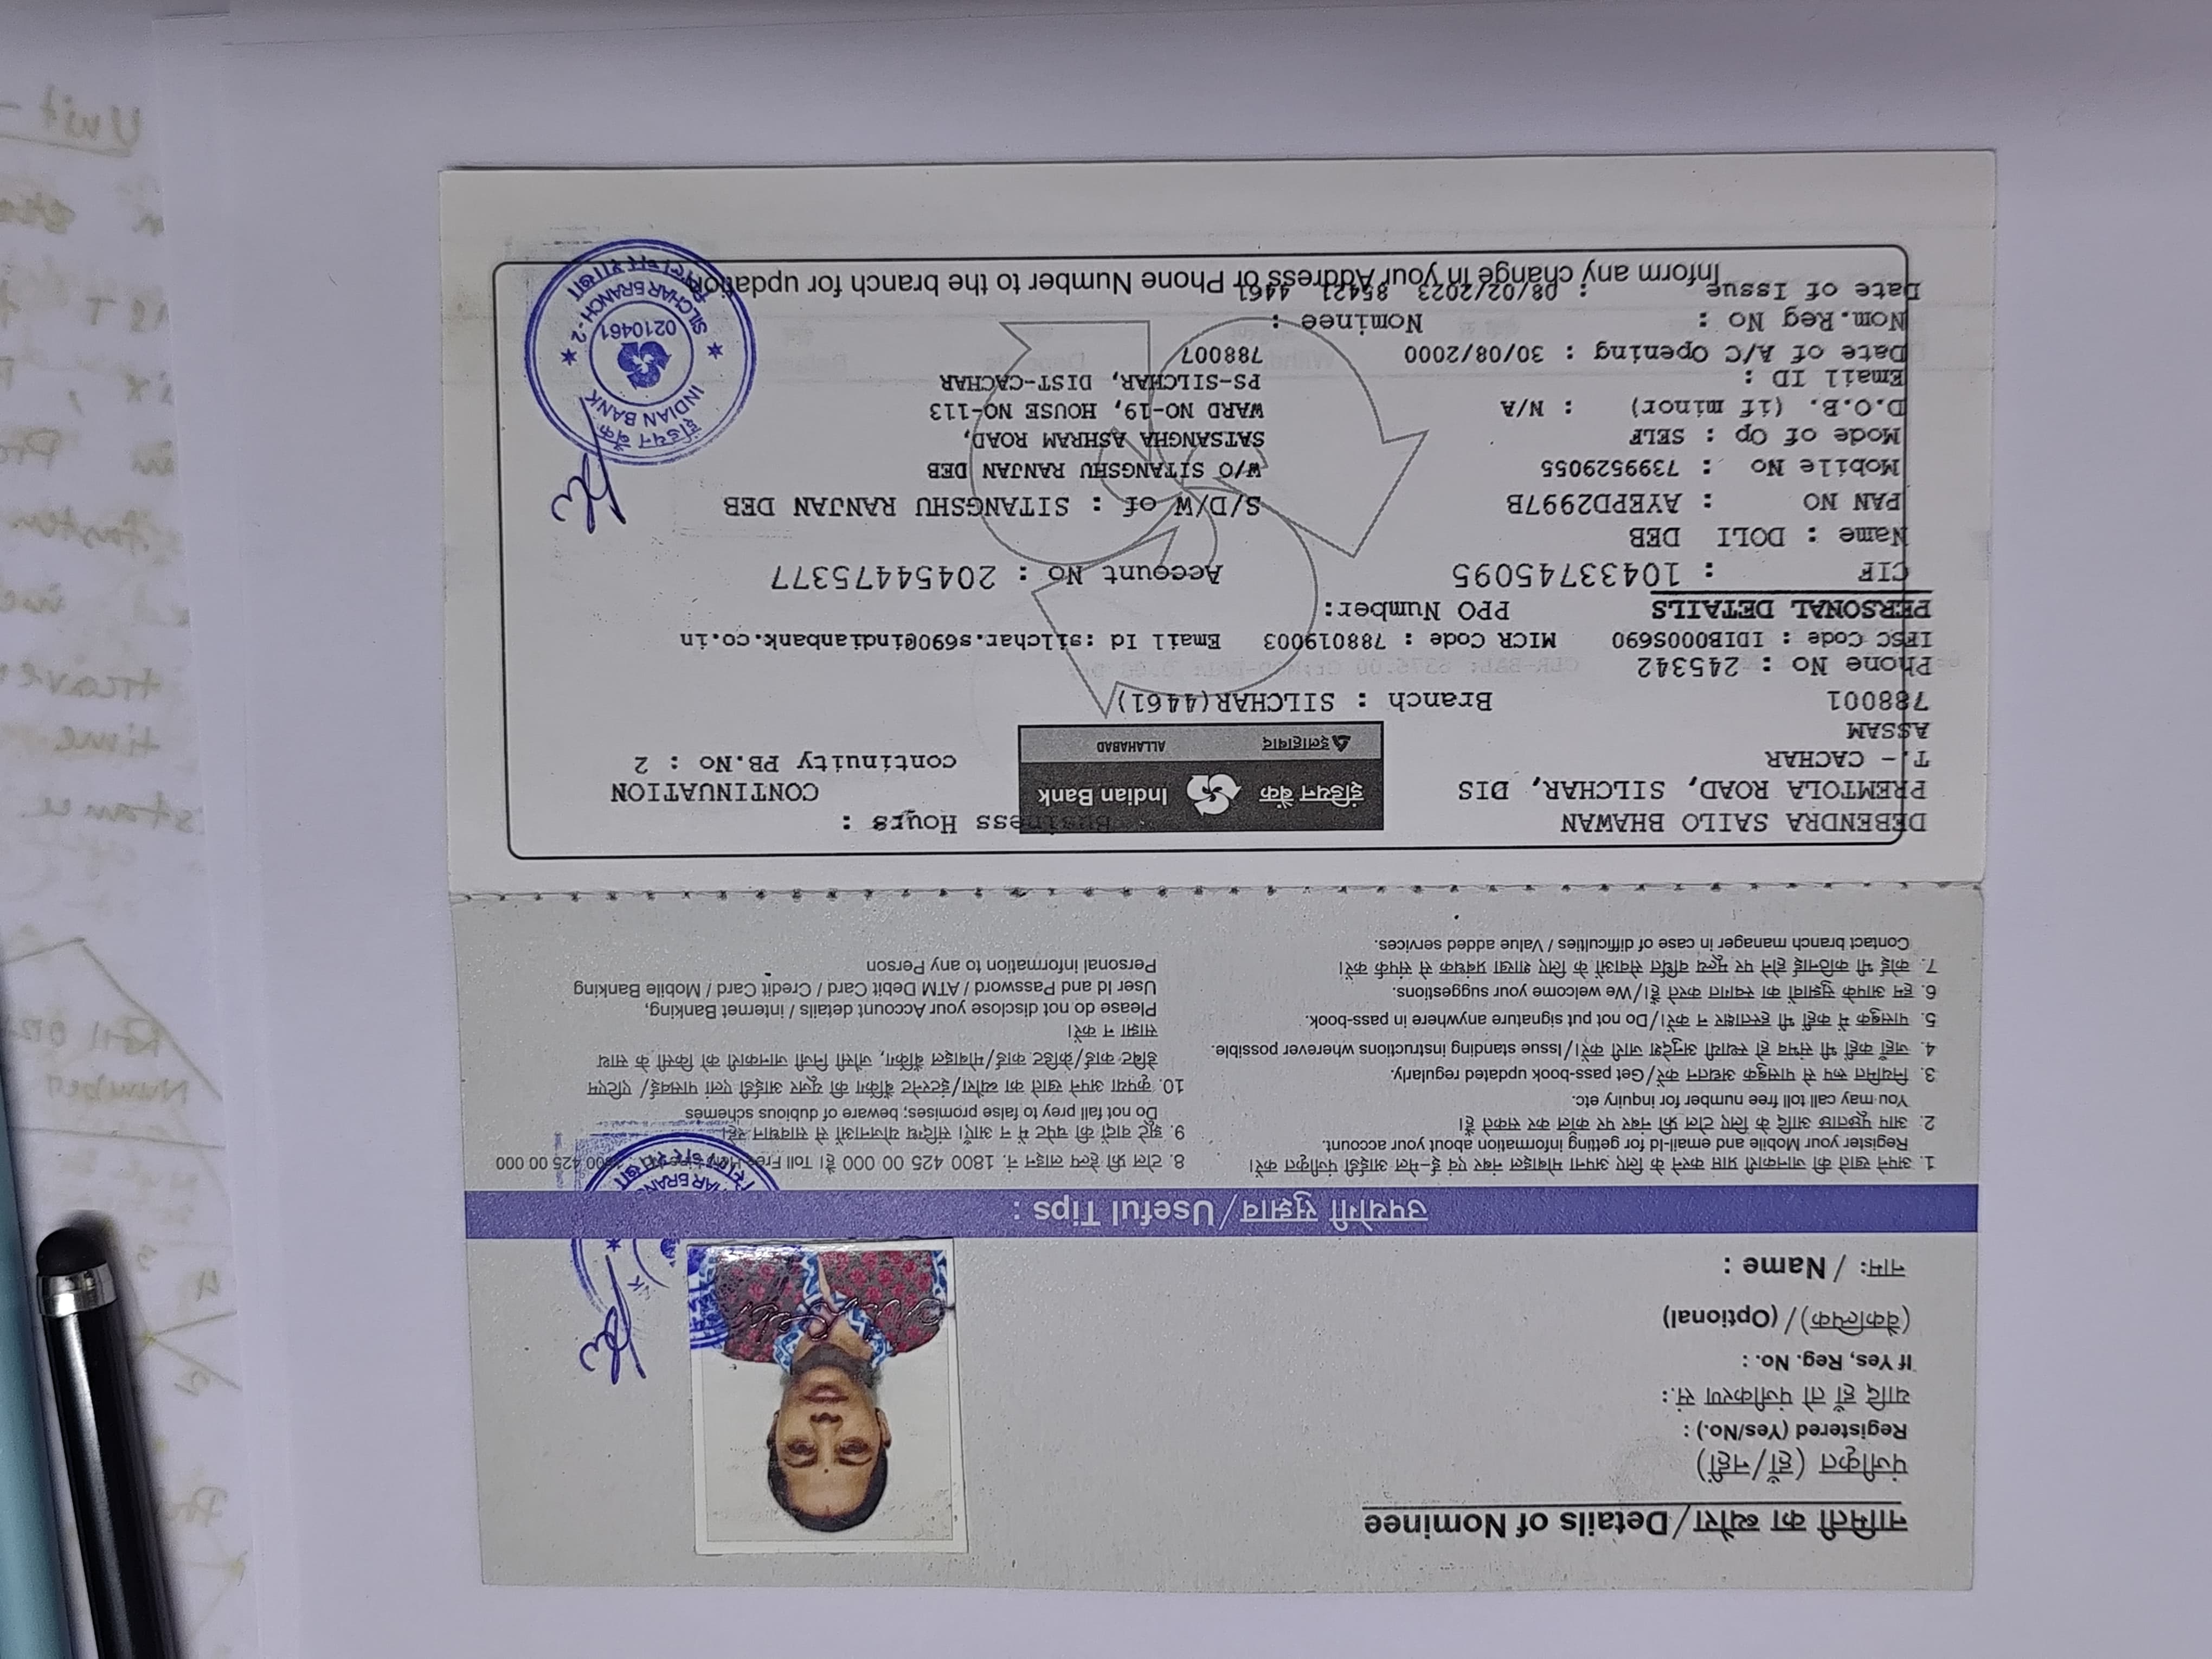 नामिती का ब्योरा/Details of Nominee
पंजीकृत (हाँ/नहीं)
Registered (Yes/No.) :
यादि हाँ तो पंजीकरण सं.:
If Yes, Reg. No. :
(वैकल्पिक)/(Optional)
नामः / Name :
उपयोगी सुझाव/Useful Tips :
1. अपने खाते की जानकारी प्राप्त करने के लिए अपना मोबाइल नंबर एवं ई-मेल आईडी पंजीकृत करें।
Register your Mobile and email-Id for getting information about your account.
2. आप पूछताछ आदि के लिए टोल फ्री नंबर पर कॉल कर सकते हैं।
You may call toll free number for inquiry etc.
3. नियमित रूप से पासबुक अद्यतन करें/Get pass-book updated regularly.
4. जहाँ कहीं भी संभव हो स्थायी अनुदेश जारी करें।/Issue standing instructions wherever possible.
5. पासबुक में कहीं भी हस्ताक्षर न करें।/Do not put signature anywhere in pass-book.
6. हम आपके सुझावों का स्वागत करते हैं।/We welcome your suggestions.
7. कोई भी कठिनाई होने पर मूल्य वर्धित सेवाओं के लिए शाखा प्रबंधक से संपर्क करें।
Contact branch manager in case of difficulties / Value added services.
8. टोल फ्री हेल्प लाइन नं. 1800 425 00 000 है। Toll Free 1800 425 00 000
9. झूटे वादों की चपेट में न आएँ। संदिग्ध योजनाओं से सावधान रहें।
Do not fall prey to false promises; beware of dubious schemes
10. कृपया अपने खाते का ब्योरा/इंटरनेट बैंकिंग की यूजर आईडी एवं पासवर्ड/ एटिएम
डेबिट कार्ड/क्रेडिट कार्ड/मोबाइल बैंकिंग, जैसी निजी जानकारी को किसी के साथ
साझा न करें।
Please do not disclose your Account details / internet Banking,
User Id and Password / ATM Debit Card / Credit Card / Mobile Banking
Personal information to any Person
DEBENDRA SAILO BHAWAN
PREMTOLA ROAD, SILCHAR, DIS
T.- CACHAR
ASSAM
788001
इंडियन बैंक Indian Bank
इलाहाबाद ALLAHABAD
Business Hours :
CONTINUATION
continuity PB.No : 2
Branch : SILCHAR(4461)
Phone No : 245342
IFSC Code : IDIB000S690 MICR Code : 788019003 Email Id :silchar.s690@indianbank.co.in
PERSONAL DETAILS PPO Number:
CIF : 10433745095 Account No : 20454475377
Name : DOLI DEB
PAN NO : AYEPD2997B S/D/W of : SITANGSHU RANJAN DEB
Mobile No : 7399529055 W/O SITANGSHU RANJAN DEB
Mode of Op : SELF SATSANGHA ASHRAM ROAD,
D.O.B. (if minor) : N/A WARD NO-19, HOUSE NO-113
Email ID : PS-SILCHAR, DIST-CACHAR
Date of A/C Opening : 30/08/2000 788007
Nom.Reg No : Nominee :
Date of Issue : 08/02/2023 85421 4461
Inform any change in your Address or Phone Number to the branch for updation
इंडियन बैंक
INDIAN BANK
0210461
SILCHAR BRANCH-2